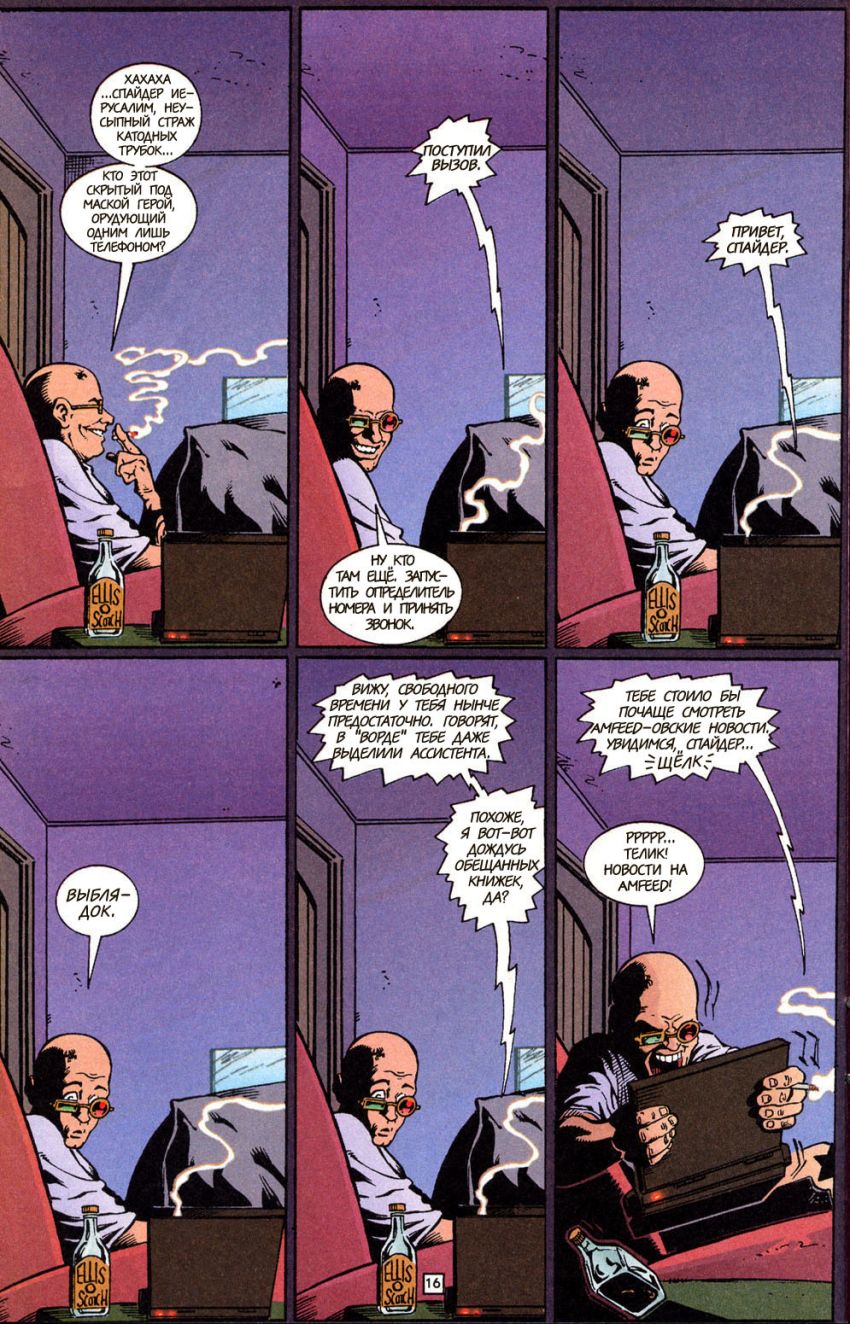 ХАХАХА
...СПАЙДЕР ИЕ-
РУСАЛИМ, НЕУ-
СЫПНЫЙ СТРАЖ
КАТОДНЫХ
ТРУБОК...
КТО ЭТОТ
СКРЫТЫЙ ПОД
МАСКОЙ ГЕРОЙ,
ОРУДУЮЩИЙ
ОДНИМ ЛИШЬ
ТЕЛЕФОНОМ?
ELLIS
O
SCOTCH
ПОСТУПИЛ
ВЫЗОВ.
НУ КТО
ТАМ ЕЩЁ. ЗАПУС-
ТИТЬ ОПРЕДЕЛИТЕЛЬ
НОМЕРА И ПРИНЯТЬ
ЗВОНОК.
ПРИВЕТ,
СПАЙДЕР.
ELLIS
O
SCOTCH
ВЫБЛЯ-
ДОК.
ELLIS
O
SCOTCH
ВИЖУ, СВОБОДНОГО
ВРЕМЕНИ У ТЕБЯ НЫНЧЕ
ПРЕДОСТАТОЧНО. ГОВОРЯТ,
В "ВОРДЕ" ТЕБЕ ДАЖЕ
ВЫДЕЛИЛИ АССИСТЕНТА.
ПОХОЖЕ,
Я ВОТ-ВОТ
ДОЖДУСЬ
ОБЕЩАННЫХ
КНИЖЕК,
ДА?
ELLIS
O
SCOTCH
16
ТЕБЕ СТОИЛО БЫ
ПОЧАЩЕ СМОТРЕТЬ
AMFEED-ОВСКИЕ НОВОСТИ.
УВИДИМСЯ, СПАЙДЕР...
ЩЁЛК
РРРРР...
ТЕЛИК!
НОВОСТИ НА
AMFEED!